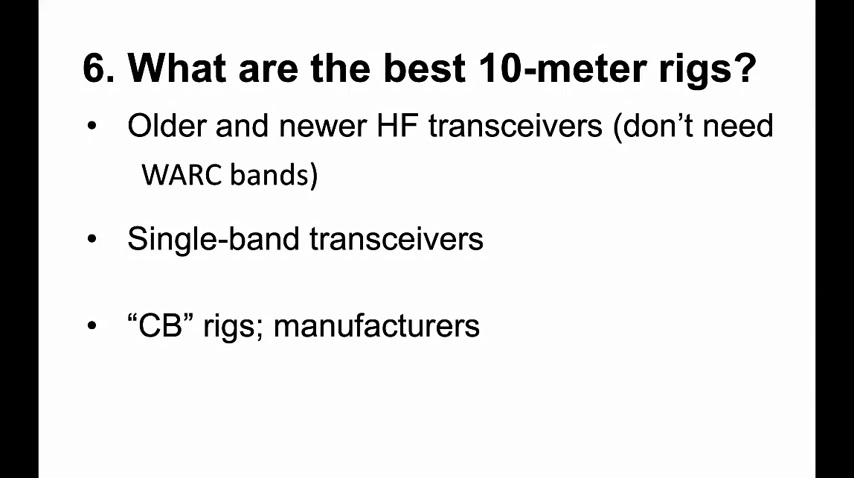 6. What are the best 10-meter rigs?
• Older and newer HF transceivers (don’t need
WARC bands)
• Single-band transceivers
• “CB” rigs; manufacturers